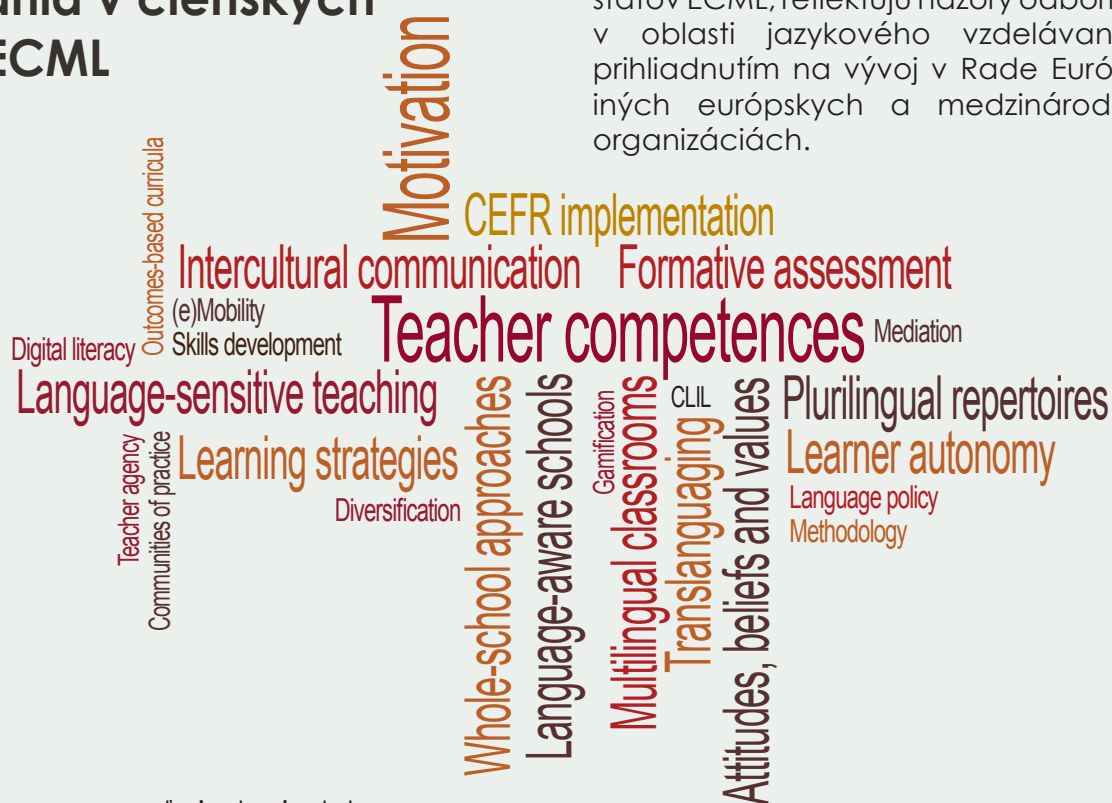 v členských
ECML
v oblasti jazykového
prihliadnutím na vývoj v Rade
iných európskych a
organizáciách.
Motivation
Outcomes-based curricula
CEFR implementation
Intercultural communication
Formative assessment
(e)Mobility
Teacher competences
Mediation
Digital literacy
Skills development
Language-sensitive teaching
Whole-school approaches
Language-aware schools
Gamification
Multilingual classrooms
CLIL
Translanguaging
Attitudes, beliefs and values
Plurilingual repertoires
Teacher agency
Communities of practice
Learning strategies
Learner autonomy
Diversification
Language policy
Methodology